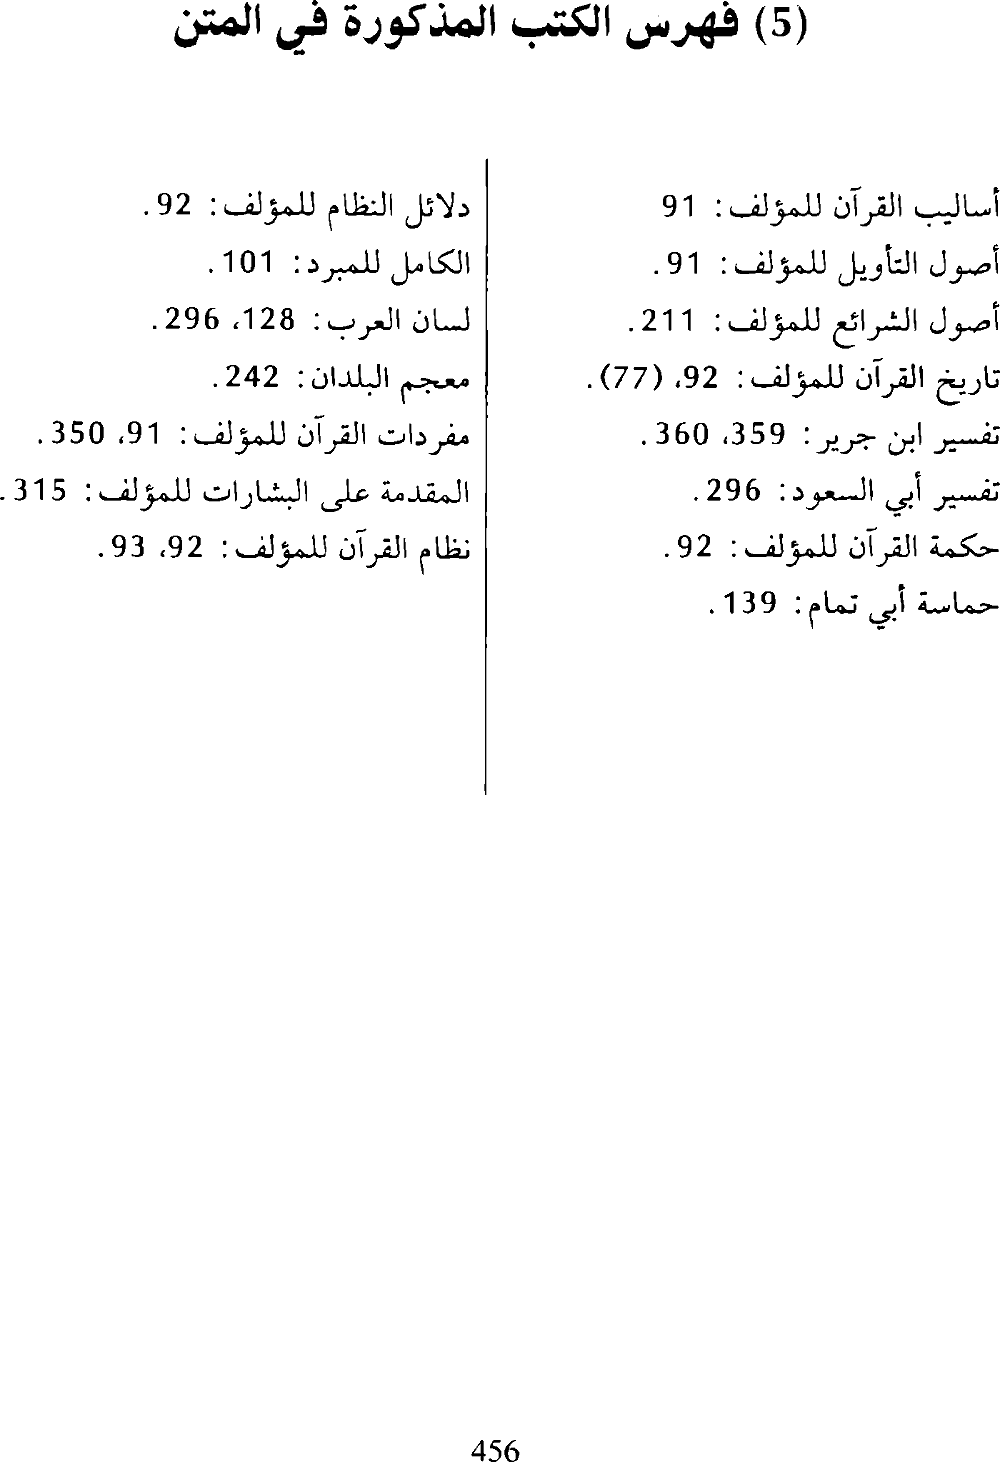 (5) فهرس الكتب المذكورة في المتن
أساليب القرآن للمؤلف: 91
أصول التأويل للمؤلف: 91.
أصول الشرائع للمؤلف: 211.
تاريخ القرآن للمؤلف: 92، (77).
تفسير ابن جرير: 359، 360.
تفسير أبي السعود: 296.
حكمة القرآن للمؤلف: 92.
حماسة أبي تمام: 139.
دلائل النظام للمؤلف: 92.
الكامل للمبرد: 101.
لسان العرب: 128، 296.
معجم البلدان: 242.
مفردات القرآن للمؤلف: 91، 350.
المقدمة على البشارات للمؤلف: 315.
نظام القرآن للمؤلف: 92، 93.
456